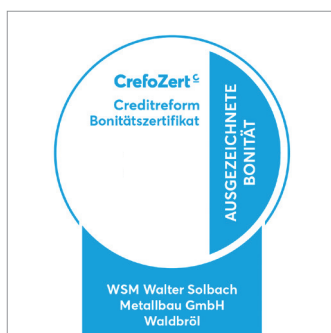 CrefoZert
Creditreform
Bonitätszertifikat
AUSGEZEICHNETE
BONITÄT
WSM Walter Solbach
Metallbau GmbH
Waldbröl